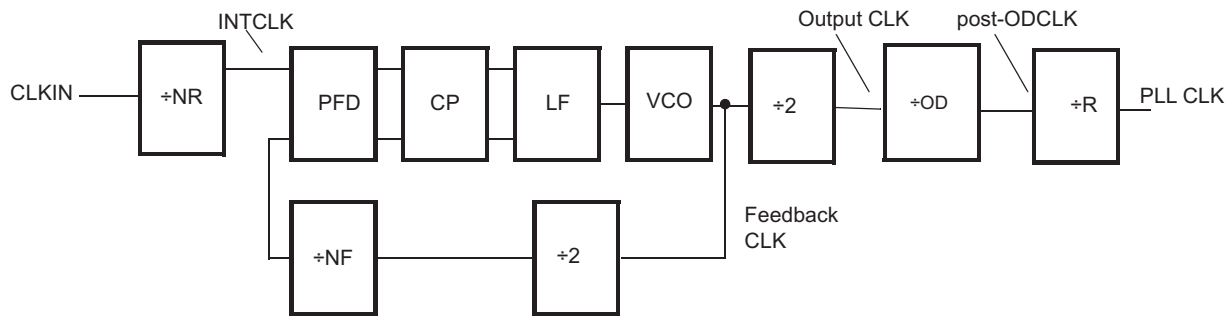 INTCLK
Output CLK
post-ODCLK
CLKIN
÷NR
PFD
CP
LF
VCO
÷2
÷OD
÷R
PLL CLK
÷NF
÷2
Feedback
CLK